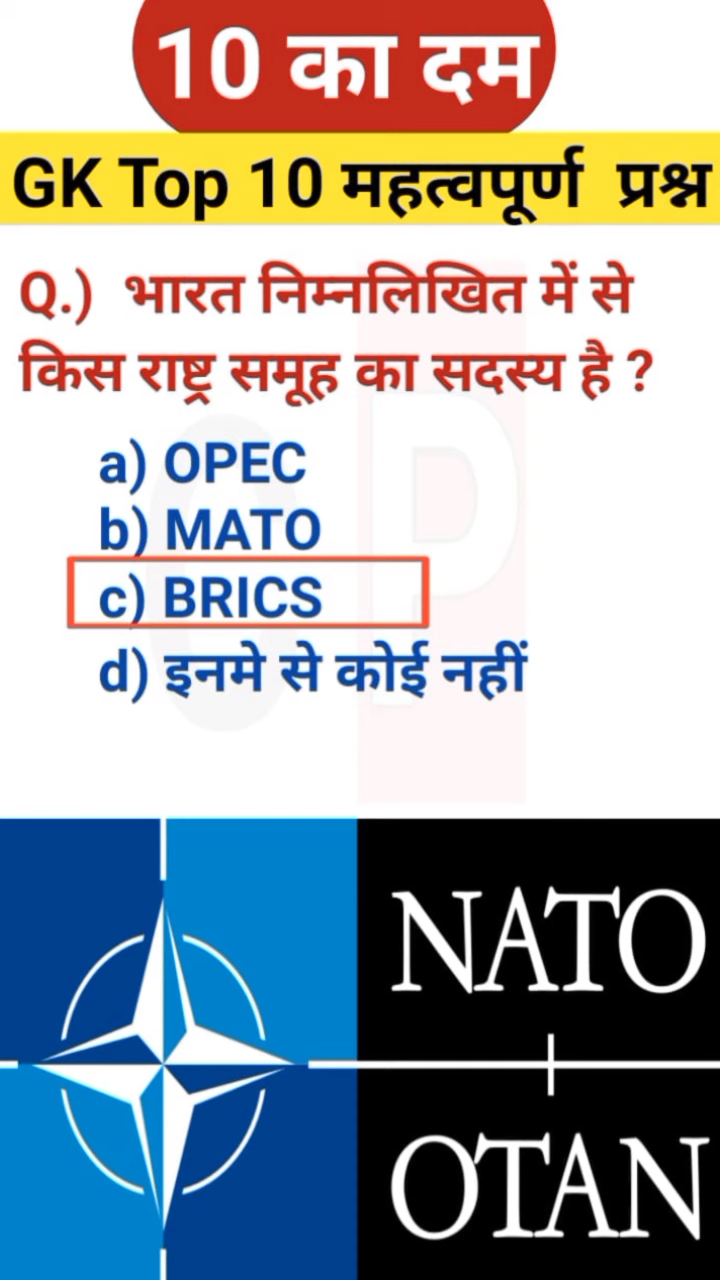 10 का दम
GK Top 10 महत्वपूर्ण प्रश्न
Q.) भारत निम्नलिखित में से
किस राष्ट्र समूह का सदस्य है ?
a) OPEC
b) MATO
c) BRICS
d) इनमे से कोई नहीं
OP
NATO
OTAN